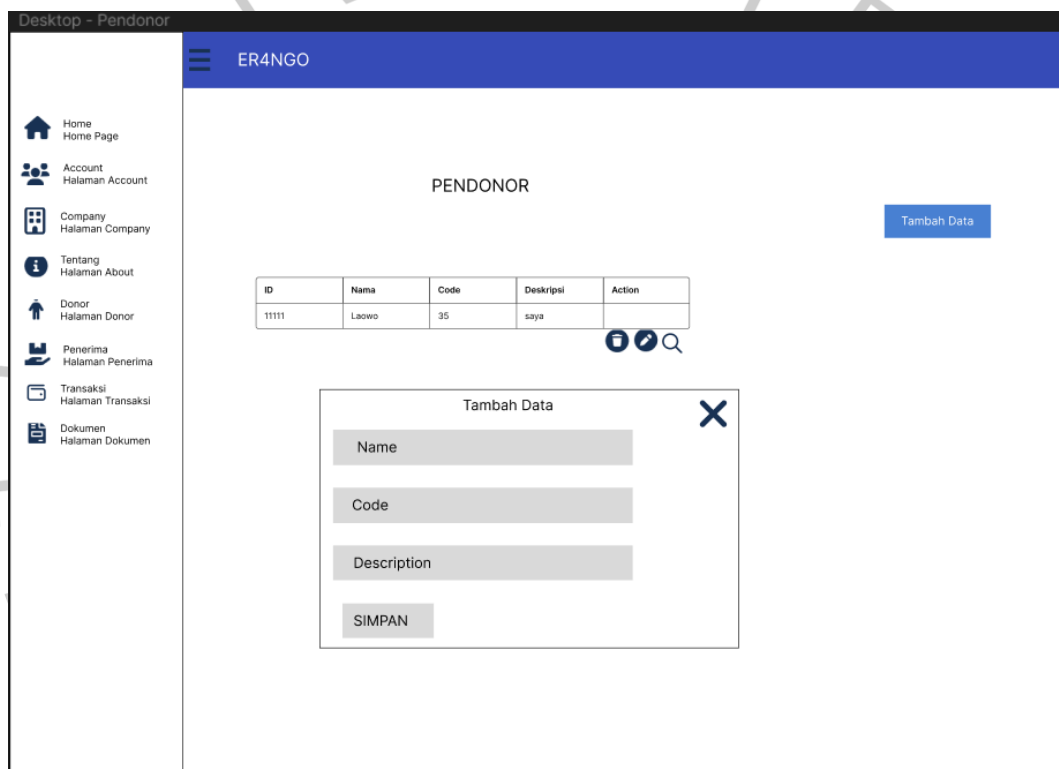 Desktop - Pendonor
ER4NGO
Home
Home Page
Account
Halaman Account
Company
Halaman Company
Tentang
Halaman About
Donor
Halaman Donor
Penerima
Halaman Penerima
Transaksi
Halaman Transaksi
Dokumen
Halaman Dokumen
PENDONOR
Tambah Data
ID Nama Code Deskripsi Action
11111 Laowo 35 saya
Tambah Data
Name
Code
Description
SIMPAN